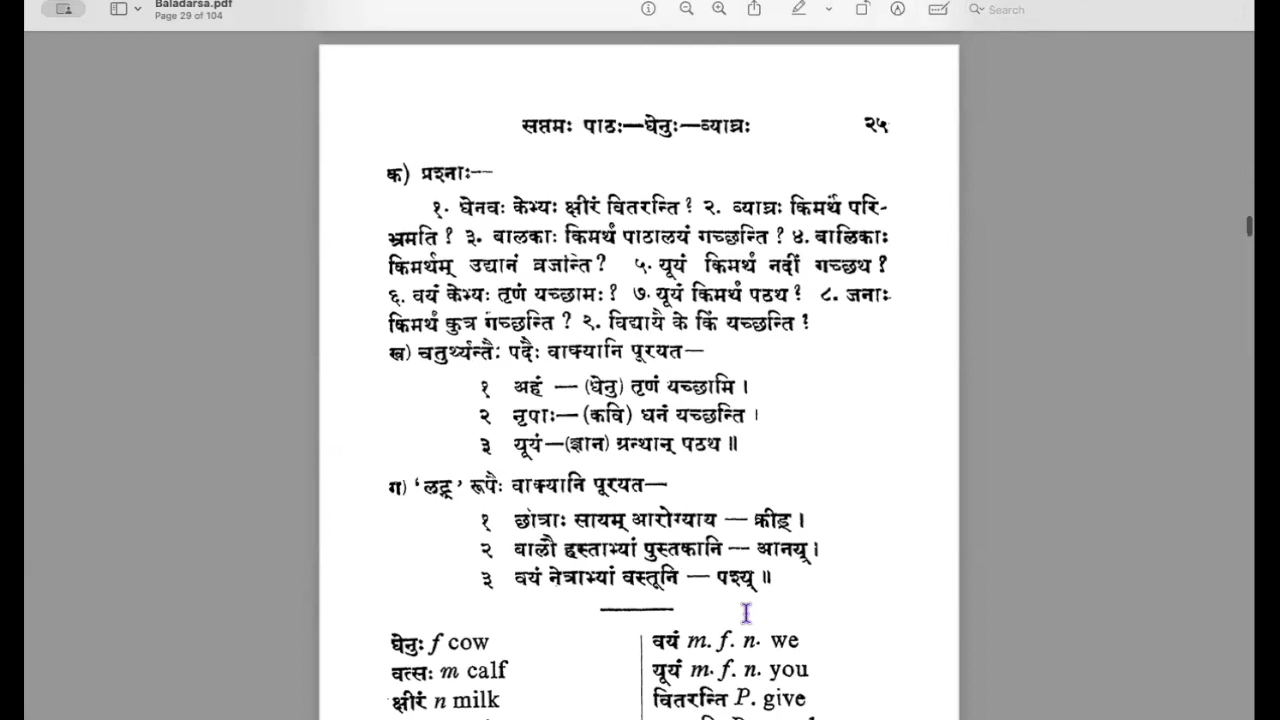 Baladarsa.pdf
Page 29 of 104
Search
सप्तमः पाठः—धेनुः—व्याघ्रः २५
क) प्रश्नाः--
१. धेनवः केभ्यः क्षीरं वितरन्ति ? २. व्याघ्रः किमर्थं परि-
भ्रमति ? ३. बालकाः किमर्थं पाठालयं गच्छन्ति ? ४. बालिकाः
किमर्थम् उद्यानं व्रजन्ति ? ५. यूयं किमर्थं नदीं गच्छथ ?
६. वयं केभ्यः तृणं यच्छामः ? ७. यूयं किमर्थं पठथ ? ८. जनाः
किमर्थं कुत्र गच्छन्ति ? २. विद्यायै के किं यच्छन्ति ?
ख) चतुर्थ्यन्तैः पदैः वाक्यानि पूरयत—
१ अहं — (धेनु) तृणं यच्छामि ।
२ नृपाः— (कवि) धनं यच्छन्ति ।
३ यूयं—(ज्ञान) ग्रन्थान् पठथ ॥
ग) 'लट्' रूपैः वाक्यानि पूरयत—
१ छात्राः सायम् आरोग्याय — क्रीड् ।
२ बालौ हस्ताभ्यां पुस्तकानि — आनय् ।
३ वयं नेत्राभ्यां वस्तूनि — पश्य् ॥
धेनुः f cow
वत्सः m calf
क्षीरं n milk
वयं m. f. n. we
यूयं m. f. n. you
वितरन्ति P. give